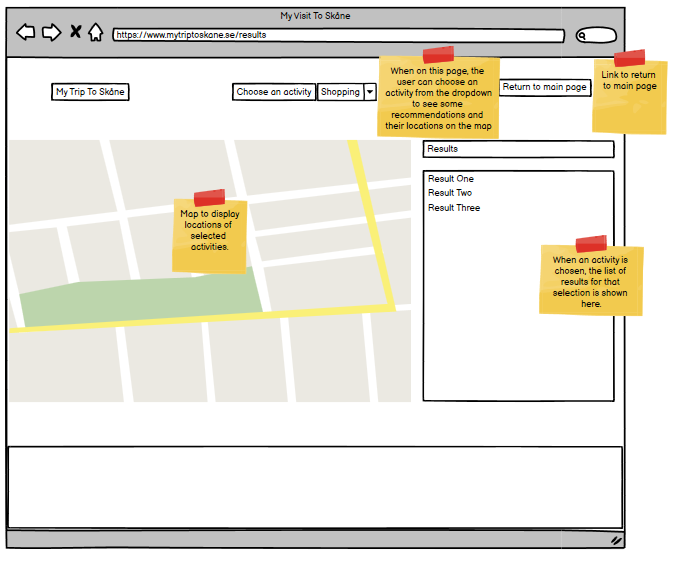 My Visit To Skåne
https://www.mytriptoskane.se/results
My Trip To Skåne
Choose an activity
Shopping
When on this page, the
user can choose an
activity from the dropdown
to see some
recommendations and
their locations on the map
Return to main page
Link to return
to main page
Results
Result One
Result Two
Result Three
Map to display
locations of
selected
activities.
When an activity is
chosen, the list of
results for that
selection is shown
here.